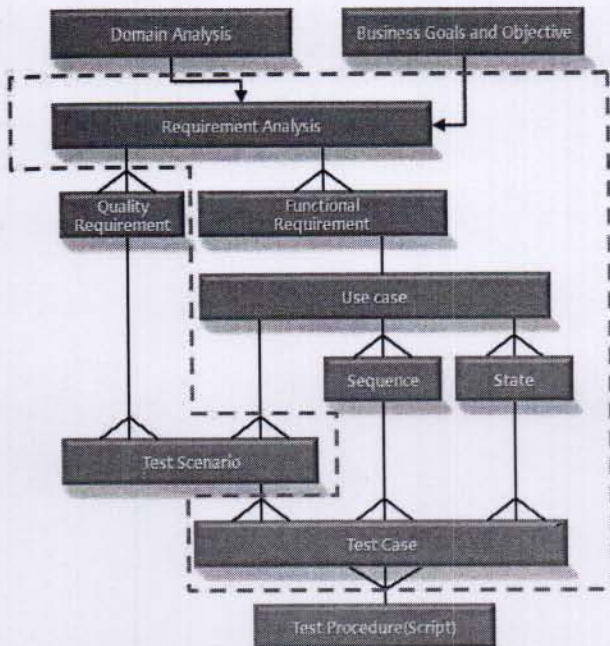 Domain Analysis
Business Goals and Objective
Requirement Analysis
Quality
Requirement
Functional
Requirement
Use case
Sequence
State
Test Scenario
Test Case
Test Procedure(Script)